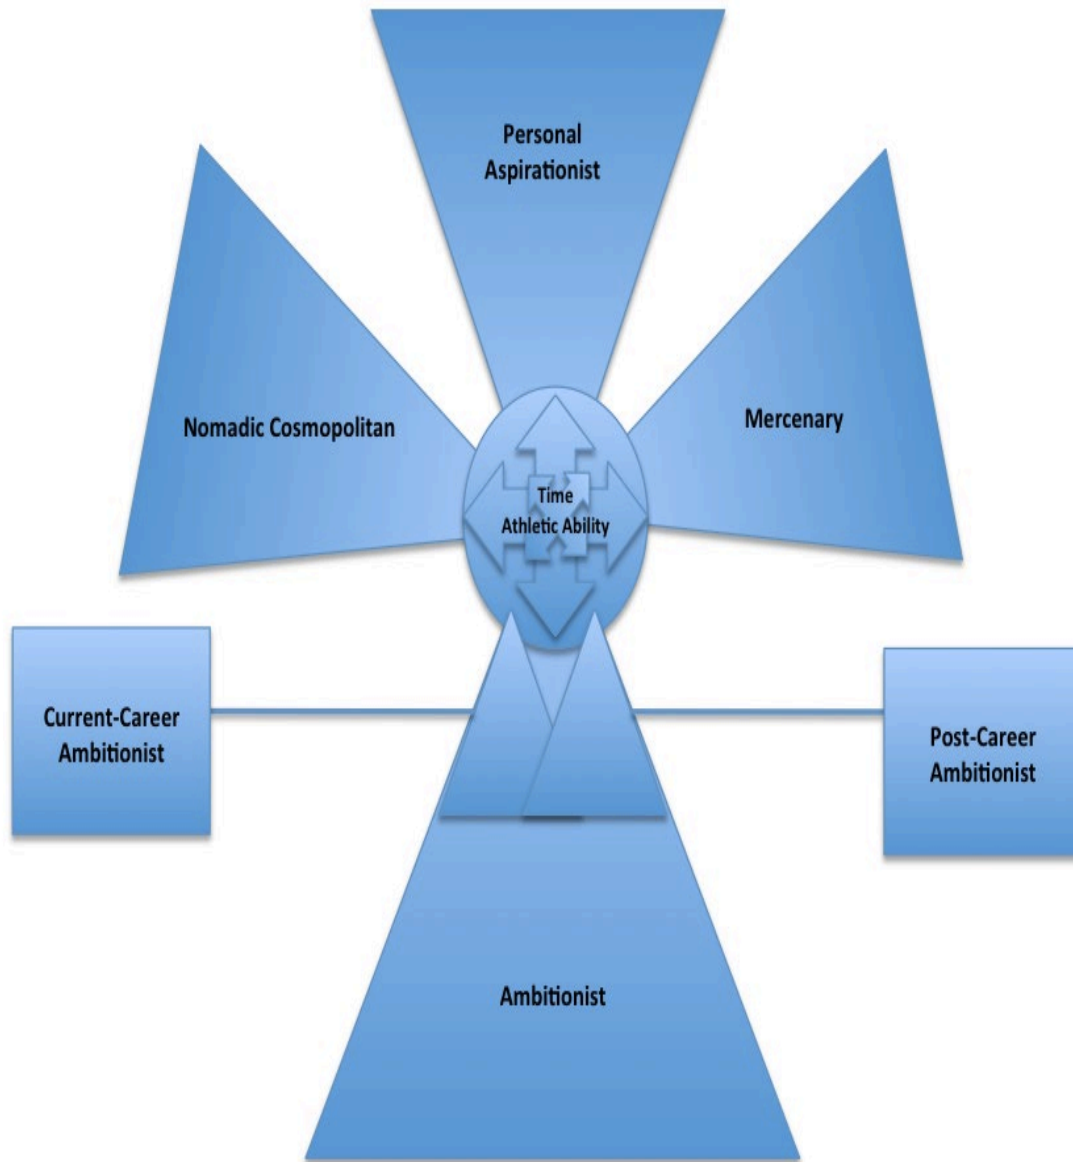 Personal
Aspirationist
Nomadic Cosmopolitan
Mercenary
Time
Athletic Ability
Current-Career
Ambitionist
Post-Career
Ambitionist
Ambitionist